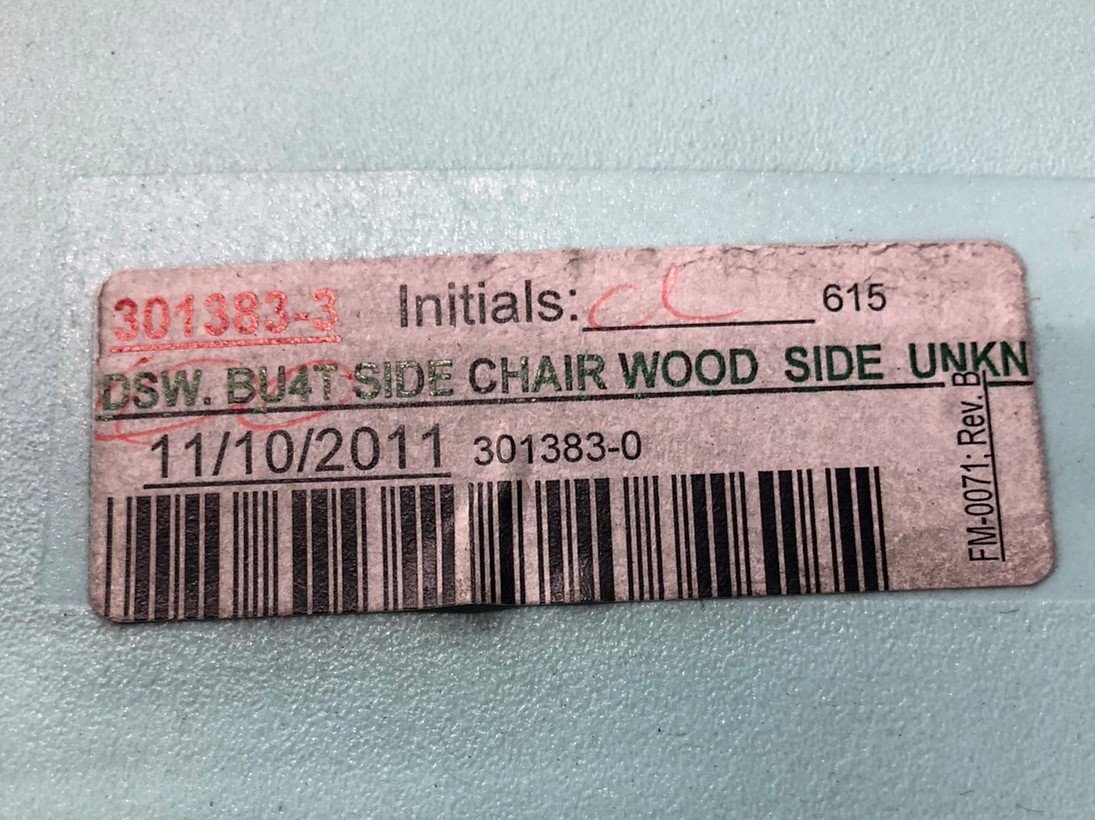 301383-3 Initials: cl 615
DSW. BU4T SIDE CHAIR WOOD SIDE UNKN
11/10/2011 301383-0
FM-0071; Rev. B